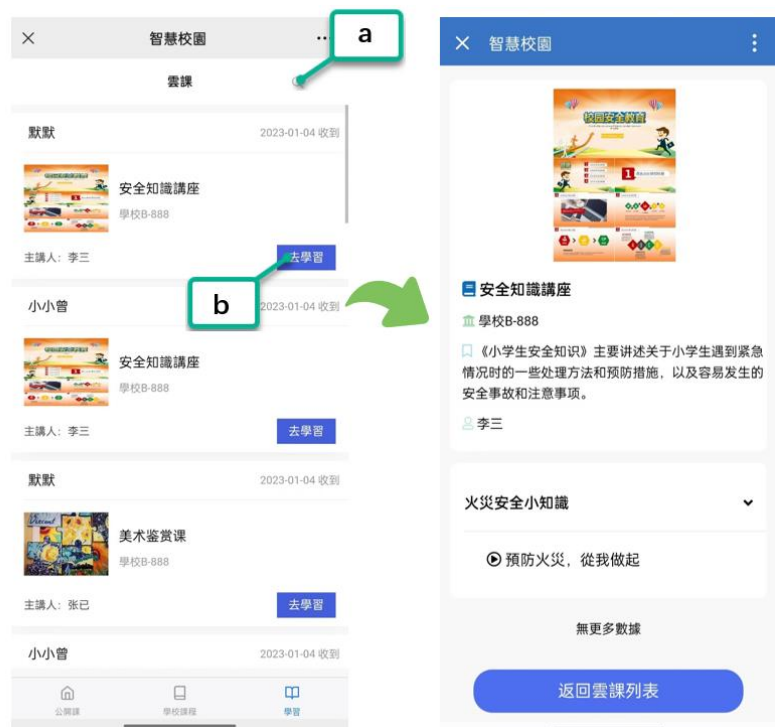 智慧校園
...
a
雲課
默默
2023-01-04 收到
安全知識講座
學校B-888
主講人：李三
去學習
b
小小曾
2023-01-04 收到
安全知識講座
學校B-888
主講人：李三
去學習
默默
2023-01-04 收到
美术鉴赏课
學校B-888
主講人：张已
去學習
小小曾
2023-01-04 收到
公開課
學校課程
學習
智慧校園
校园安全教育
安全知識講座
學校B-888
《小学生安全知识》主要讲述关于小学生遇到紧急
情况时的一些处理方法和预防措施，以及容易发生的
安全事故和注意事项。
李三
火災安全小知識
預防火災，從我做起
無更多數據
返回雲課列表